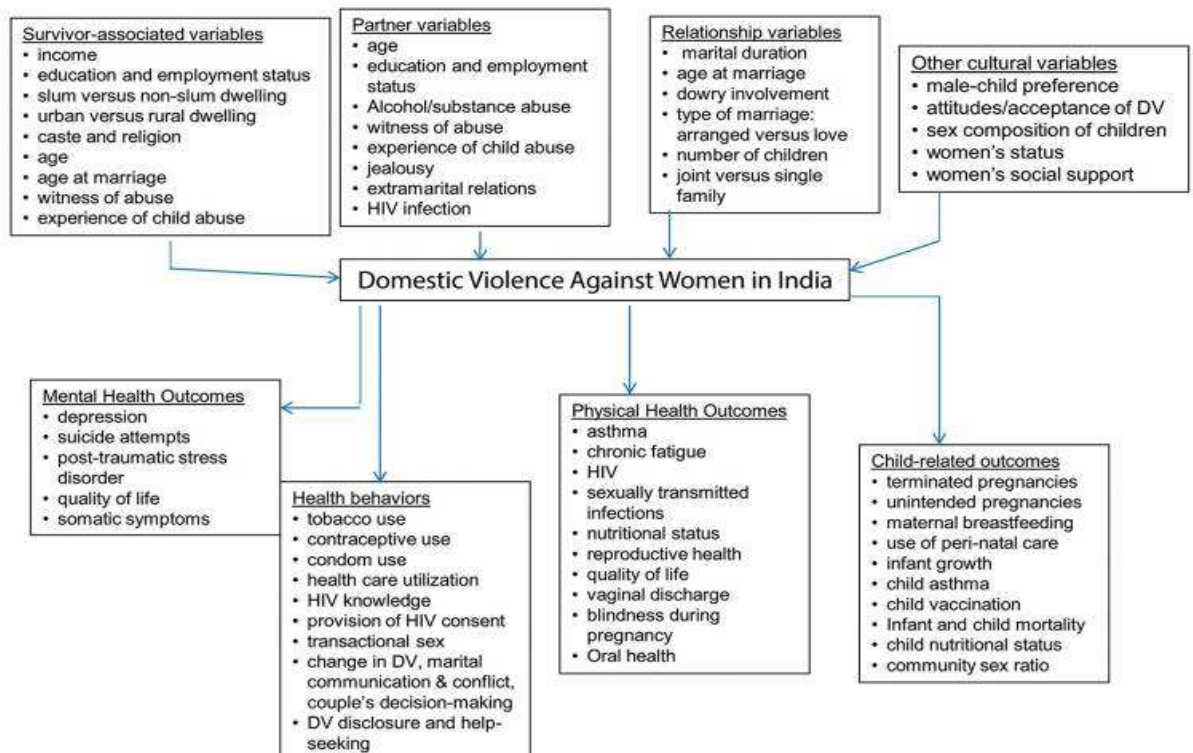 Survivor-associated variables
• income
• education and employment status
• slum versus non-slum dwelling
• urban versus rural dwelling
• caste and religion
• age
• age at marriage
• witness of abuse
• experience of child abuse
Partner variables
• age
• education and employment
status
• Alcohol/substance abuse
• witness of abuse
• experience of child abuse
• jealousy
• extramarital relations
• HIV infection
Relationship variables
• marital duration
• age at marriage
• dowry involvement
• type of marriage:
arranged versus love
• number of children
• joint versus single
family
Other cultural variables
• male-child preference
• attitudes/acceptance of DV
• sex composition of children
• women's status
• women's social support
Domestic Violence Against Women in India
Mental Health Outcomes
• depression
• suicide attempts
• post-traumatic stress
disorder
• quality of life
• somatic symptoms
Health behaviors
• tobacco use
• contraceptive use
• condom use
• health care utilization
• HIV knowledge
• provision of HIV consent
• transactional sex
• change in DV, marital
communication & conflict,
couple's decision-making
• DV disclosure and help-
seeking
Physical Health Outcomes
• asthma
• chronic fatigue
• HIV
• sexually transmitted
infections
• nutritional status
• reproductive health
• quality of life
• vaginal discharge
• blindness during
pregnancy
• Oral health
Child-related outcomes
• terminated pregnancies
• unintended pregnancies
• maternal breastfeeding
• use of peri-natal care
• infant growth
• child asthma
• child vaccination
• Infant and child mortality
• child nutritional status
• community sex ratio